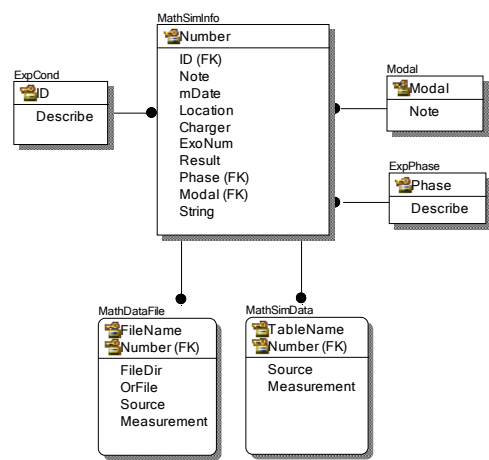 MathSimInfo
Number
ID (FK)
Note
mDate
Location
Charger
ExoNum
Result
Phase (FK)
Modal (FK)
String
ExpCond
ID
Describe
Modal
Modal
Note
ExpPhase
Phase
Describe
MathDataFile
FileName
Number (FK)
FileDir
OrFile
Source
Measurement
MathSimData
TableName
Number (FK)
Source
Measurement